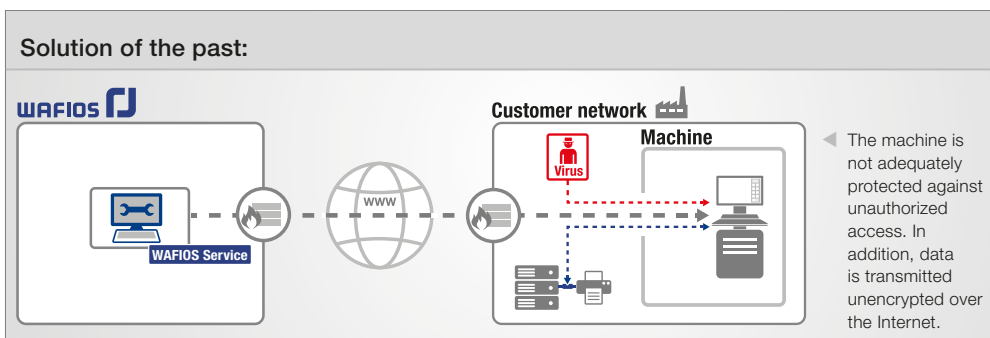 Solution of the past:
WAFIOS
Customer network
Machine
Virus
www
WAFIOS Service
The machine is
not adequately
protected against
unauthorized
access. In
addition, data
is transmitted
unencrypted over
the Internet.